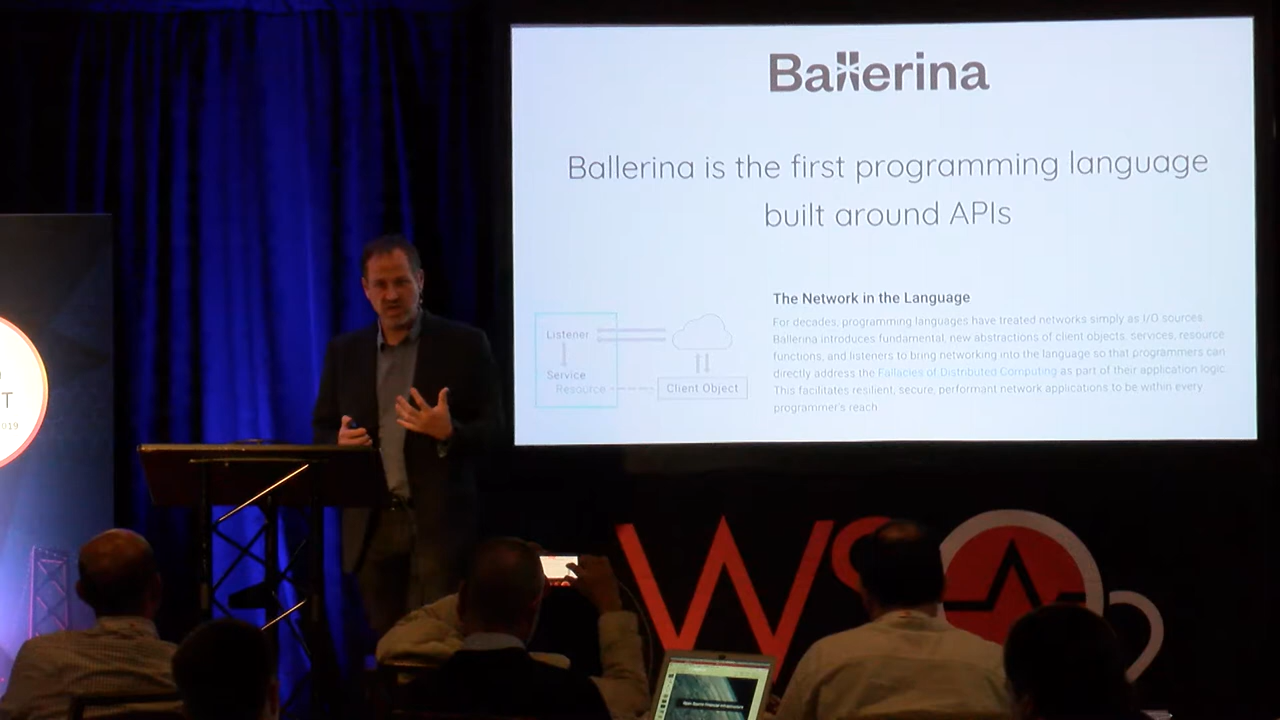 Ballerina
Ballerina is the first programming language
built around APIs
The Network in the Language
For decades, programming languages have treated networks simply as I/O sources.
Ballerina introduces fundamental, new abstractions of client objects, services, resource
functions, and listeners to bring networking into the language so that programmers can
directly address the Fallacies of Distributed Computing as part of their application logic.
This facilitates resilient, secure, performant network applications to be within every
programmer's reach
Listener
Service
Resource
Client Object
T
019
WS